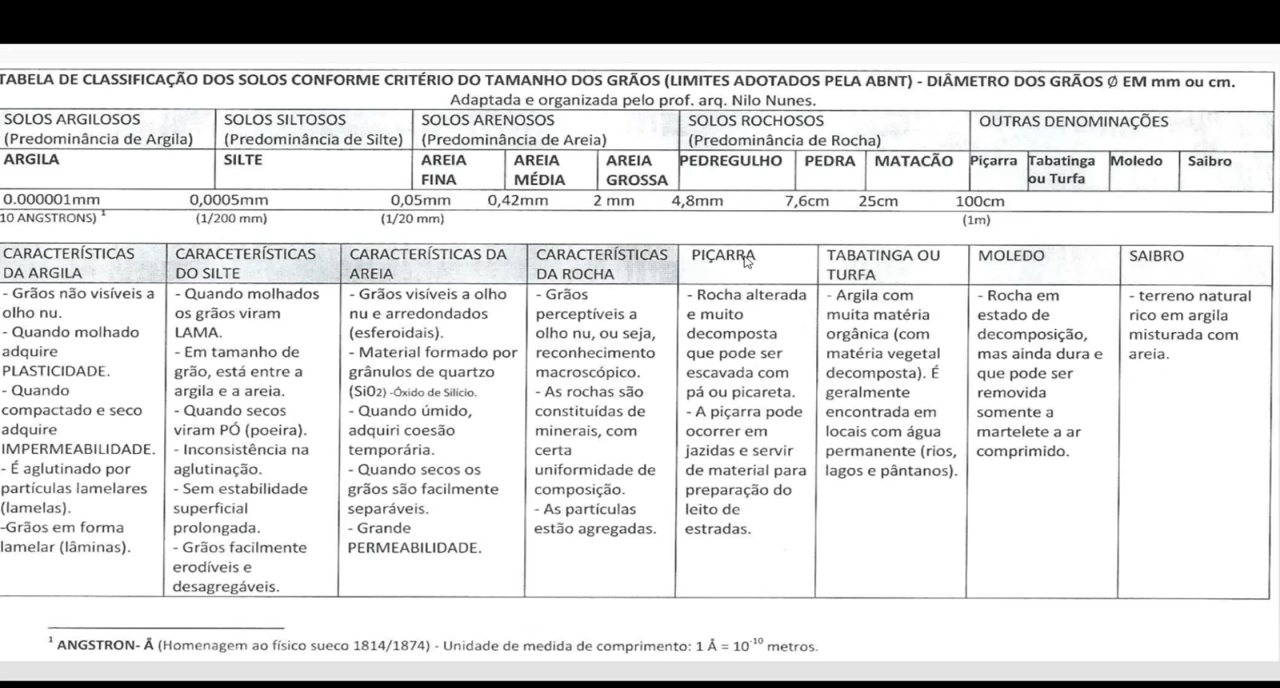 TABELA DE CLASSIFICAÇÃO DOS SOLOS CONFORME CRITÉRIO DO TAMANHO DOS GRÃOS (LIMITES ADOTADOS PELA ABNT) - DIÂMETRO DOS GRÃOS Ø EM mm ou cm.
Adaptada e organizada pelo prof. arq. Nilo Nunes.
SOLOS ARGILOSOS
(Predominância de Argila)
SOLOS SILTOSOS
(Predominância de Silte)
SOLOS ARENOSOS
(Predominância de Areia)
SOLOS ROCHOSOS
(Predominância de Rocha)
OUTRAS DENOMINAÇÕES
ARGILA
SILTE
AREIA
FINA
AREIA
MÉDIA
AREIA
GROSSA
PEDREGULHO
PEDRA
MATACÃO
Piçarra
Tabatinga
ou Turfa
Moledo
Saibro
0.000001mm 0,0005mm 0,05mm 0,42mm 2 mm 4,8mm 7,6cm 25cm 100cm
10 ANGSTRONS) ¹ (1/200 mm) (1/20 mm) (1m)
CARACTERÍSTICAS
DA ARGILA
- Grãos não visíveis a
olho nu.
- Quando molhado
adquire
PLASTICIDADE.
- Quando
compactado e seco
adquire
IMPERMEABILIDADE.
- É aglutinado por
partículas lamelares
(lamelas).
-Grãos em forma
lamelar (lâminas).
CARACETERÍSTICAS
DO SILTE
- Quando molhados
os grãos viram
LAMA.
- Em tamanho de
grão, está entre a
argila e a areia.
- Quando secos
viram PÓ (poeira).
- Inconsistência na
aglutinação.
- Sem estabilidade
superficial
prolongada.
- Grãos facilmente
erodíveis e
desagregáveis.
CARACTERÍSTICAS DA
AREIA
- Grãos visíveis a olho
nu e arredondados
(esferoidais).
- Material formado por
grânulos de quartzo
(SiO2) -Óxido de Silício.
- Quando úmido,
adquiri coesão
temporária.
- Quando secos os
grãos são facilmente
separáveis.
- Grande
PERMEABILIDADE.
CARACTERÍSTICAS
DA ROCHA
- Grãos
perceptíveis a
olho nu, ou seja,
reconhecimento
macroscópico.
- As rochas são
constituídas de
minerais, com
certa
uniformidade de
composição.
- As partículas
estão agregadas.
PIÇARRA
- Rocha alterada
e muito
decomposta
que pode ser
escavada com
pá ou picareta.
- A piçarra pode
ocorrer em
jazidas e servir
de material para
preparação do
leito de
estradas.
TABATINGA OU
TURFA
- Argila com
muita matéria
orgânica (com
matéria vegetal
decomposta). É
geralmente
encontrada em
locais com água
permanente (rios,
lagos e pântanos).
MOLEDO
- Rocha em
estado de
decomposição,
mas ainda dura e
que pode ser
removida
somente a
martelete a ar
comprimido.
SAIBRO
- terreno natural
rico em argila
misturada com
areia.
¹ ANGSTRON- Å (Homenagem ao físico sueco 1814/1874) - Unidade de medida de comprimento: 1 Å = 10⁻¹⁰ metros.